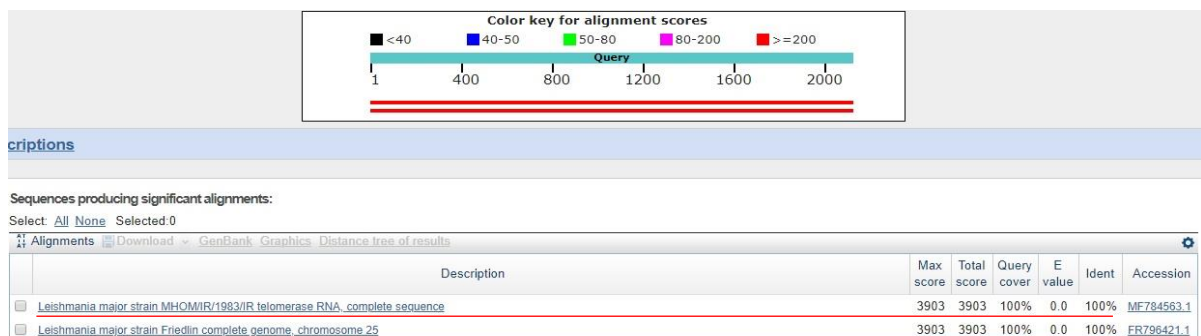 Color key for alignment scores
<40 40-50 50-80 80-200 >=200
Query
1 400 800 1200 1600 2000
criptions
Sequences producing significant alignments:
Select: All None Selected:0
Alignments Download GenBank Graphics Distance tree of results
Description Max score Total score Query cover E value Ident Accession
Leishmania major strain MHOM/IR/1983/IR telomerase RNA, complete sequence 3903 3903 100% 0.0 100% MF784563.1
Leishmania major strain Friedlin complete genome, chromosome 25 3903 3903 100% 0.0 100% FR796421.1